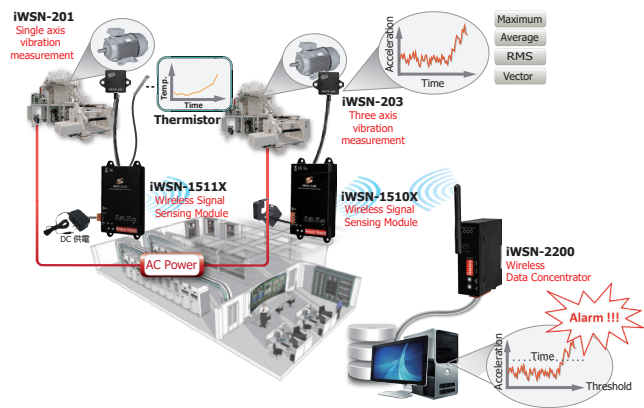 iWSN-201
Single axis
vibration
measurement
Temp.
Time
Thermistor
Acceleration
Time
Maximum
Average
RMS
Vector
iWSN-203
Three axis
vibration
measurement
iWSN-1511X
Wireless Signal
Sensing Module
DC 供電
AC Power
iWSN-1510X
Wireless Signal
Sensing Module
iWSN-2200
Wireless
Data Concentrator
Alarm !!!
Acceleration
Time
Threshold